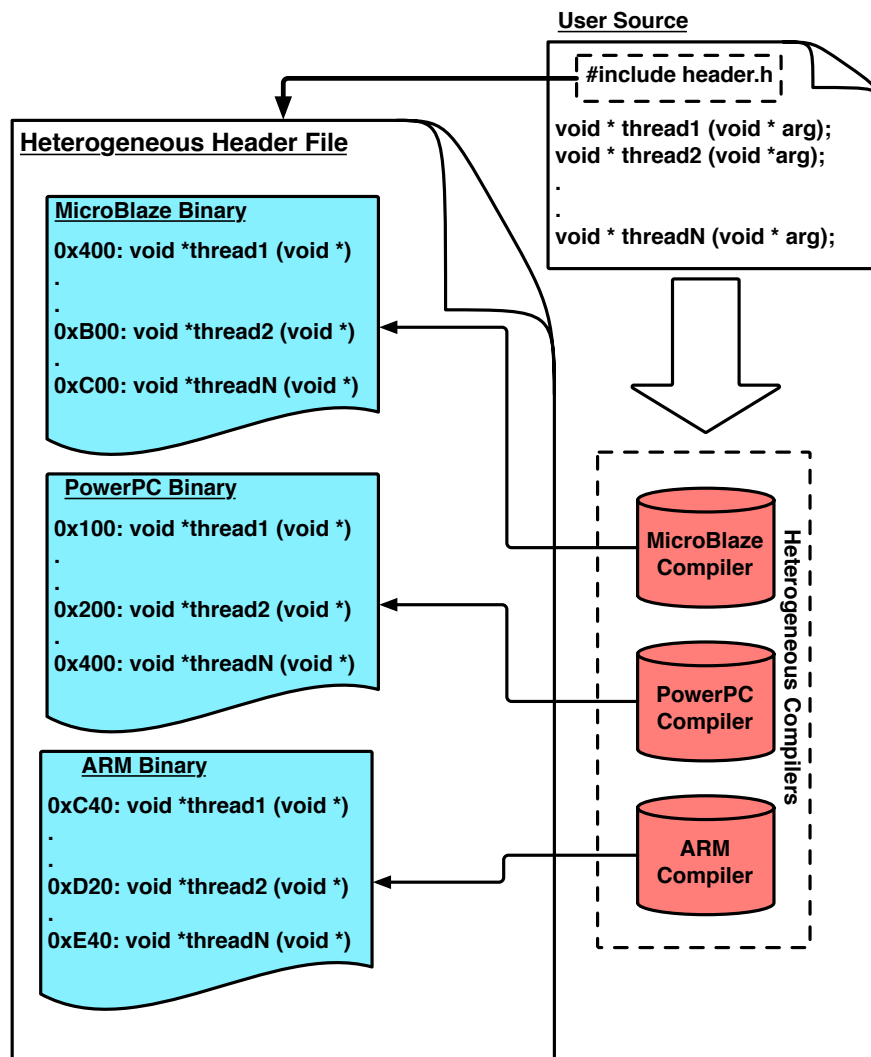 User Source
#include header.h
void * thread1 (void * arg);
void * thread2 (void *arg);
.
.
void * threadN (void * arg);
Heterogeneous Header File
MicroBlaze Binary
0x400: void *thread1 (void *)
.
.
0xB00: void *thread2 (void *)
.
0xC00: void *threadN (void *)
PowerPC Binary
0x100: void *thread1 (void *)
.
.
0x200: void *thread2 (void *)
.
0x400: void *threadN (void *)
ARM Binary
0xC40: void *thread1 (void *)
.
.
0xD20: void *thread2 (void *)
.
0xE40: void *threadN (void *)
Heterogeneous Compilers
MicroBlaze
Compiler
PowerPC
Compiler
ARM
Compiler